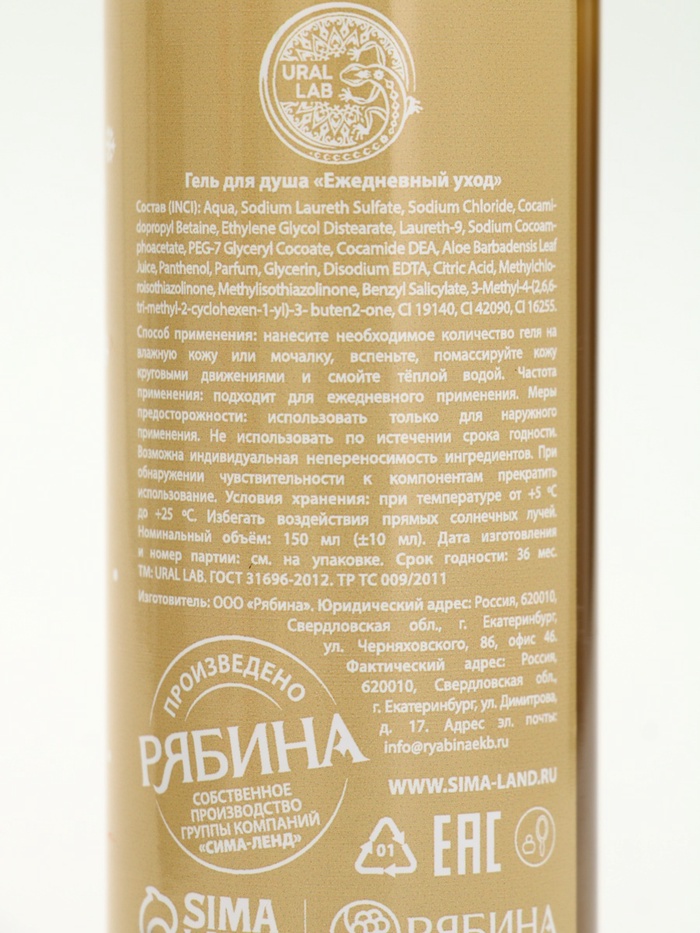 URAL
LAB
Гель для душа «Ежедневный уход»
Состав (INCI): Aqua, Sodium Laureth Sulfate, Sodium Chloride, Cocami-
dopropyl Betaine, Ethylene Glycol Distearate, Laureth-9, Sodium Cocoam-
phoacetate, PEG-7 Glyceryl Cocoate, Cocamide DEA, Aloe Barbadensis Leaf
Juice, Panthenol, Parfum, Glycerin, Disodium EDTA, Citric Acid, Methylchlo-
roisothiazolinone, Methylisothiazolinone, Benzyl Salicylate, 3-Methyl-4-(2,6,6-
tri-methyl-2-cyclohexen-1-yl)-3- buten2-one, CI 19140, CI 42090, CI 16255.
Способ применения: нанесите необходимое количество геля на
влажную кожу или мочалку, вспеньте, помассируйте кожу
круговыми движениями и смойте тёплой водой. Частота
применения: подходит для ежедневного применения. Меры
предосторожности: использовать только для наружного
применения. Не использовать по истечении срока годности.
Возможна индивидуальная непереносимость ингредиентов. При
обнаружении чувствительности к компонентам прекратить
использование. Условия хранения: при температуре от +5 °C
до +25 °C. Избегать воздействия прямых солнечных лучей.
Номинальный объём: 150 мл (±10 мл). Дата изготовления
и номер партии: см. на упаковке. Срок годности: 36 мес.
TM: URAL LAB. ГОСТ 31696-2012. ТР ТС 009/2011
Изготовитель: ООО «Рябина». Юридический адрес: Россия, 620010,
Свердловская обл., г. Екатеринбург,
ул. Черняховского, 86, офис 46.
Фактический адрес: Россия,
620010, Свердловская обл.,
г. Екатеринбург, ул. Димитрова,
д. 17. Адрес эл. почты:
info@ryabinaekb.ru
WWW.SIMA-LAND.RU
ПРОИЗВЕДЕНО
РЯБИНА
СОБСТВЕННОЕ
ПРОИЗВОДСТВО
ГРУППЫ КОМПАНИЙ
«СИМА-ЛЕНД»
01
EAC
SIMA
РЯБИНА